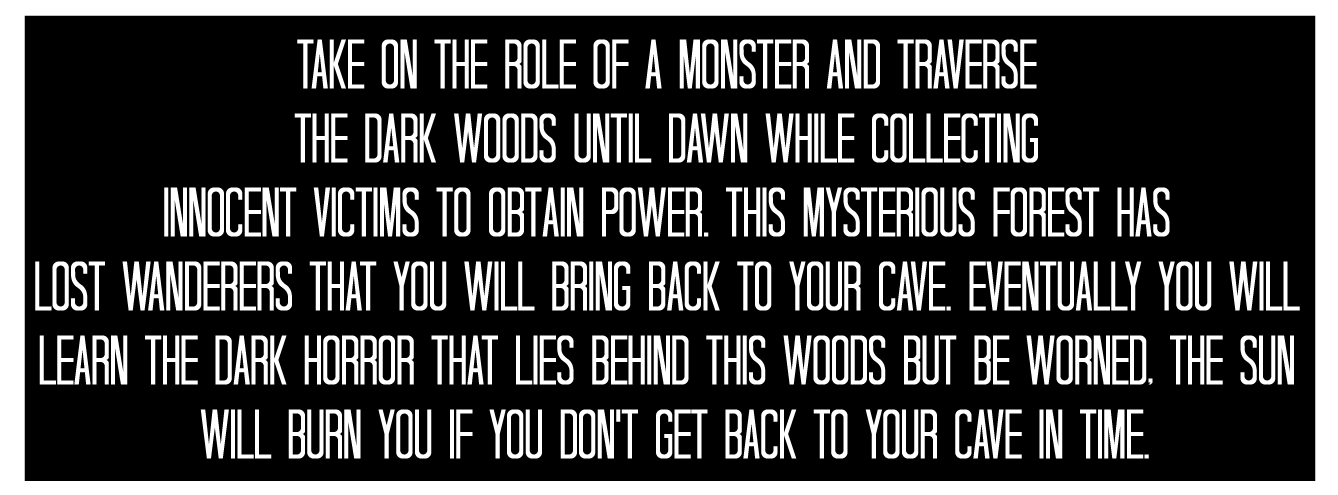 TAKE ON THE ROLE OF A MONSTER AND TRAVERSE
THE DARK WOODS UNTIL DAWN WHILE COLLECTING
INNOCENT VICTIMS TO OBTAIN POWER. THIS MYSTERIOUS FOREST HAS
LOST WANDERERS THAT YOU WILL BRING BACK TO YOUR CAVE. EVENTUALLY YOU WILL
LEARN THE DARK HORROR THAT LIES BEHIND THIS WOODS BUT BE WORNED, THE SUN
WILL BURN YOU IF YOU DON'T GET BACK TO YOUR CAVE IN TIME.